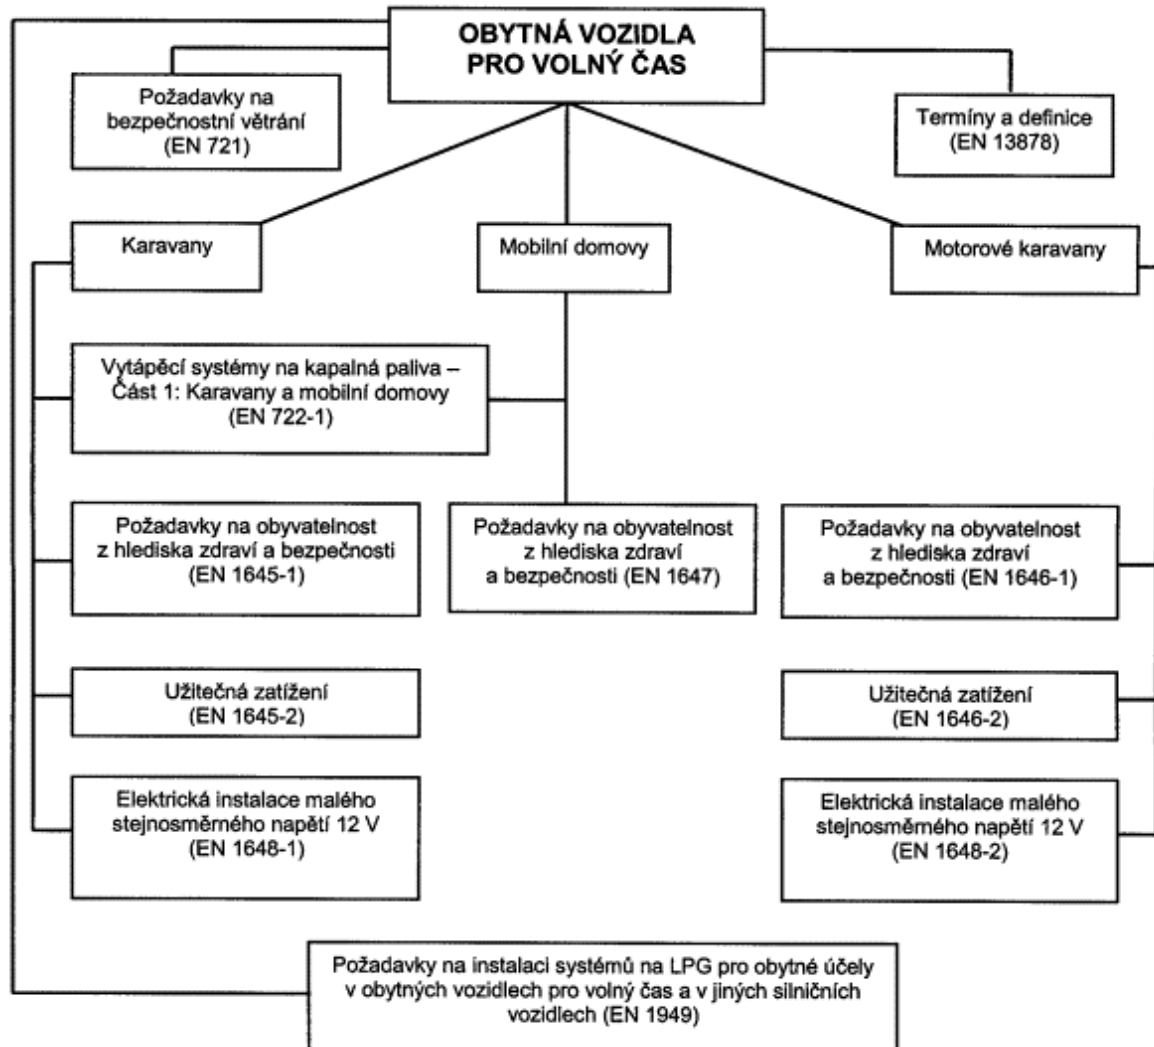 OBYTNÁ VOZIDLA
PRO VOLNÝ ČAS
Požadavky na
bezpečnostní větrání
(EN 721)
Termíny a definice
(EN 13878)
Karavany
Mobilní domovy
Motorové karavany
Vytápěcí systémy na kapalná paliva –
Část 1: Karavany a mobilní domovy
(EN 722-1)
Požadavky na obyvatelnost
z hlediska zdraví a bezpečnosti
(EN 1645-1)
Požadavky na obyvatelnost
z hlediska zdraví
a bezpečnosti (EN 1647)
Požadavky na obyvatelnost
z hlediska zdraví
a bezpečnosti (EN 1646-1)
Užitečná zatížení
(EN 1645-2)
Užitečná zatížení
(EN 1646-2)
Elektrická instalace malého
stejnosměrného napětí 12 V
(EN 1648-1)
Elektrická instalace malého
stejnosměrného napětí 12 V
(EN 1648-2)
Požadavky na instalaci systémů na LPG pro obytné účely
v obytných vozidlech pro volný čas a v jiných silničních
vozidlech (EN 1949)